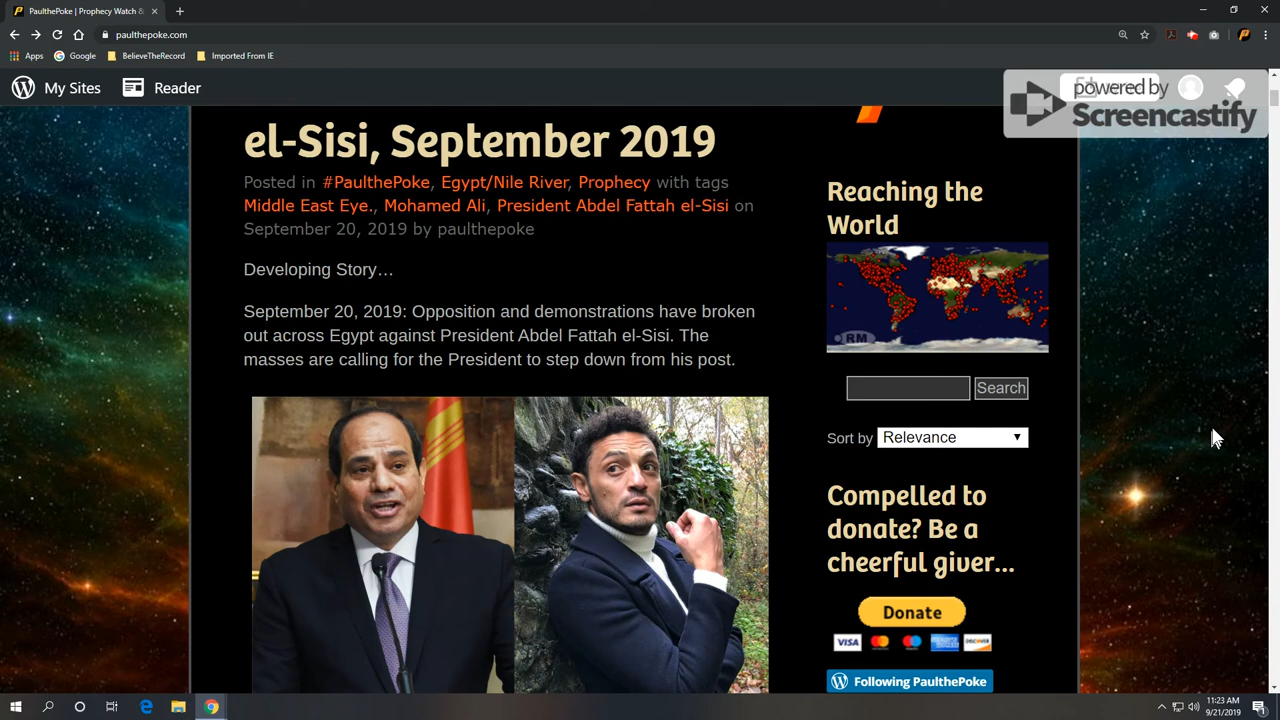 PaulthePoke | Prophecy Watch &
paulthepoke.com
Apps
Google
BelieveTheRecord
Imported From IE
My Sites
Reader
powered by
Screencastify
el-Sisi, September 2019
Posted in #PaulthePoke, Egypt/Nile River, Prophecy with tags
Middle East Eye., Mohamed Ali, President Abdel Fattah el-Sisi on
September 20, 2019 by paulthepoke
Developing Story…
September 20, 2019: Opposition and demonstrations have broken
out across Egypt against President Abdel Fattah el-Sisi. The
masses are calling for the President to step down from his post.
Reaching the
World
RM
Search
Sort by Relevance
Compelled to
donate? Be a
cheerful giver…
Donate
VISA
DISCOVER
Following PaulthePoke
11:23 AM
9/21/2019